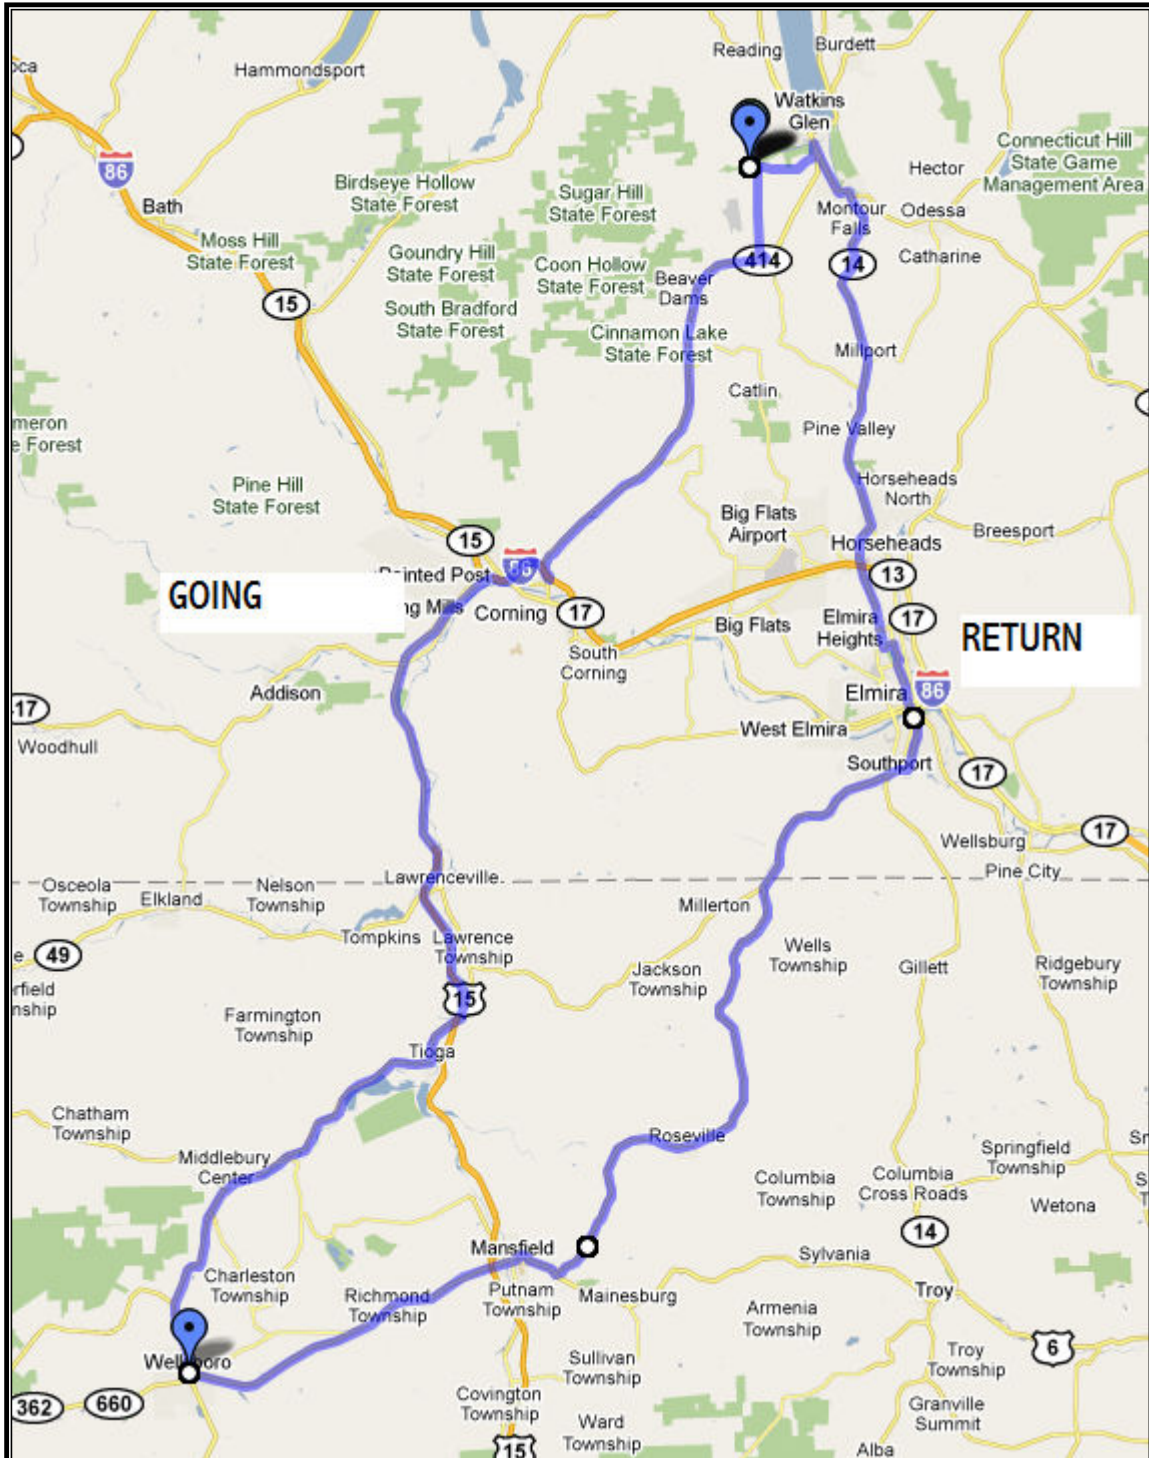 Reading
Burdett
Hammondsport
Watkins
Glen
Connecticut Hill
State Game
Management Area
86
Hector
Birdseye Hollow
State Forest
Sugar Hill
State Forest
Bath
Montour
Falls
Odessa
Moss Hill
State Forest
Goundry Hill
State Forest
Coon Hollow
State Forest
414
14
Catharine
Beaver
Dams
15
South Bradford
State Forest
Cinnamon Lake
State Forest
Millport
Catlin
meron
e Forest
Pine Valley
Pine Hill
State Forest
Horseheads
North
Big Flats
Airport
Breesport
15
Horseheads
86
13
GOING
Corning
17
Big Flats
Elmira
Heights
17
RETURN
South
Corning
Addison
Elmira
86
17
West Elmira
Woodhull
Southport
17
17
Wellsburg
Pine City
Lawrenceville
Osceola
Township
Nelson
Township
Elkland
Millerton
Tompkins
Lawrence
Township
Wells
Township
49
Jackson
Township
Gillett
Ridgebury
Township
rfield
nship
15
Farmington
Township
Tioga
Chatham
Township
Roseville
Springfield
Township
Middlebury
Center
Columbia
Township
Columbia
Cross Roads
Wetona
14
Mansfield
Sylvania
Charleston
Township
Richmond
Township
Putnam
Township
Mainesburg
Troy
Armenia
Township
6
Wellsboro
Sullivan
Township
Troy
Township
362
660
Covington
Township
Granville
Summit
Ward
Township
15
Alba